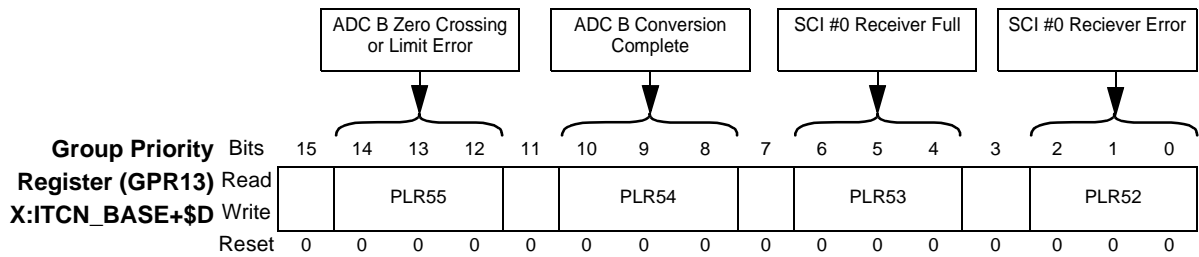 ADC B Zero Crossing
or Limit Error
ADC B Conversion
Complete
SCI #0 Receiver Full
SCI #0 Reciever Error
Group Priority Bits 15 14 13 12 11 10 9 8 7 6 5 4 3 2 1 0
Register (GPR13) Read
PLR55 PLR54 PLR53 PLR52
X:ITCN_BASE+$D Write
Reset 0 0 0 0 0 0 0 0 0 0 0 0 0 0 0 0